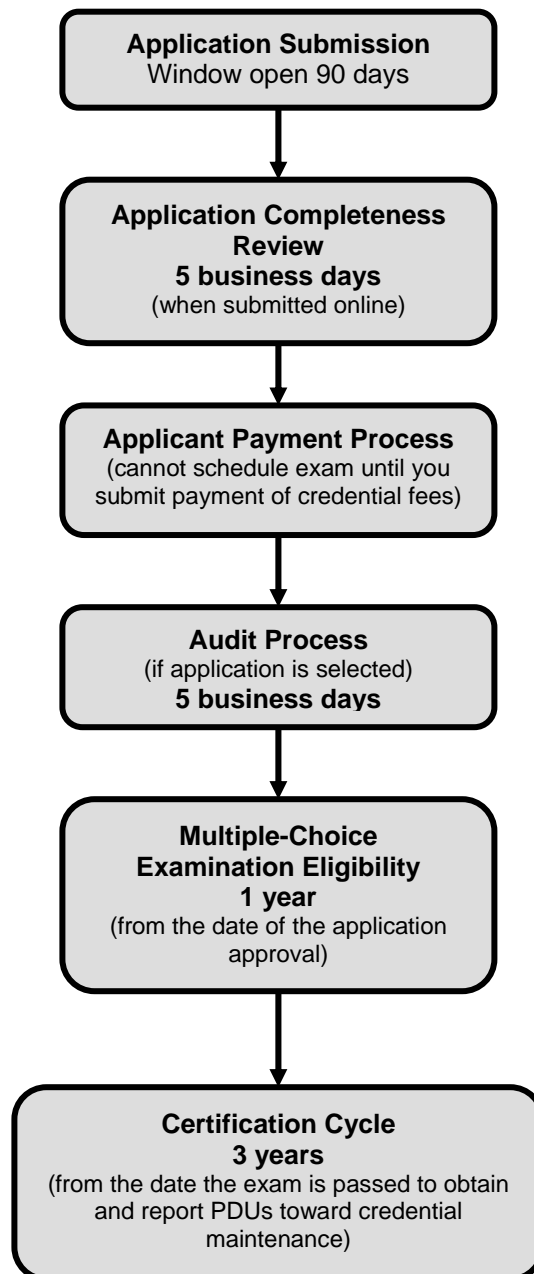 Application Submission
Window open 90 days
Application Completeness
Review
5 business days
(when submitted online)
Applicant Payment Process
(cannot schedule exam until you
submit payment of credential fees)
Audit Process
(if application is selected)
5 business days
Multiple-Choice
Examination Eligibility
1 year
(from the date of the application
approval)
Certification Cycle
3 years
(from the date the exam is passed to obtain
and report PDUs toward credential
maintenance)